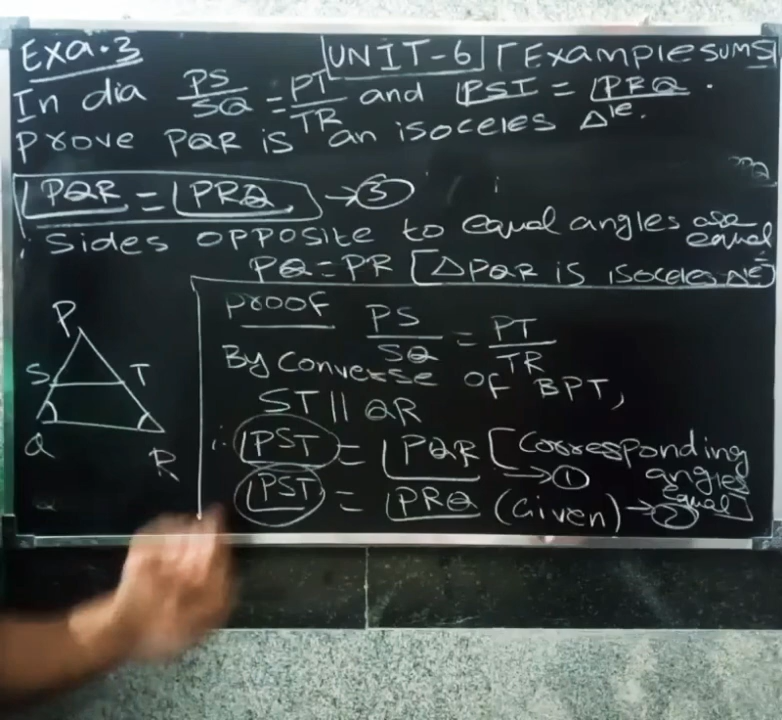 Exa.3 UNIT-6 [Example sums]
In dia PS/SQ = PT/TR and ∠PST = ∠PRQ.
Prove PQR is an isoceles Δle.
∠PQR = ∠PRQ → ③
∴ Sides opposite to equal angles are equal
PQ = PR [ΔPQR is isoceles Δle]
P
S T
Q R
Proof PS/SQ = PT/TR
By Converse of BPT,
ST || QR
∴ ∠PST = ∠PQR [Corresponding angles equal] → ①
∠PST = ∠PRQ (Given) → ②